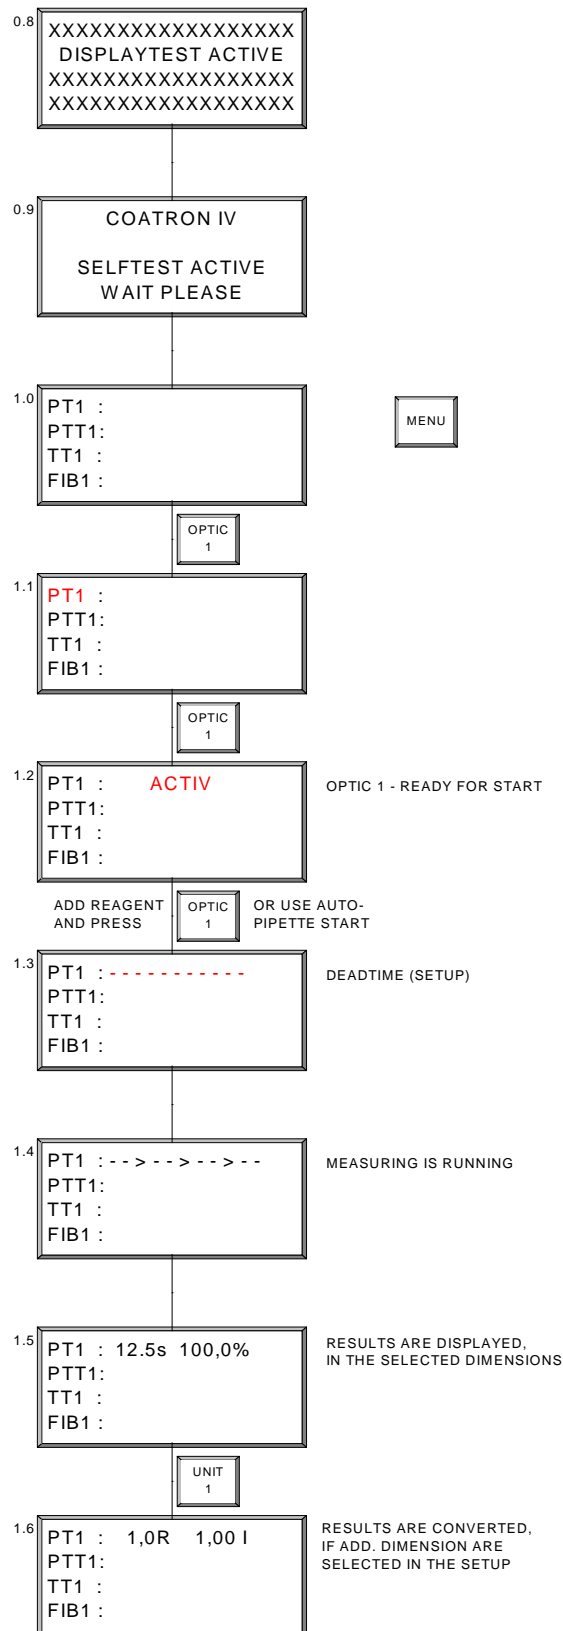 0.8
XXXXXXXXXXXXXXXXXX
DISPLAYTEST ACTIVE
XXXXXXXXXXXXXXXXXX
XXXXXXXXXXXXXXXXXX
0.9
COATRON IV
SELFTEST ACTIVE
WAIT PLEASE
1.0
PT1 :
PTT1:
TT1 :
FIB1 :
MENU
OPTIC
1
1.1
PT1 :
PTT1:
TT1 :
FIB1 :
OPTIC
1
1.2
PT1 : ACTIV
PTT1:
TT1 :
FIB1 :
OPTIC 1 - READY FOR START
ADD REAGENT
AND PRESS
OPTIC
1
OR USE AUTO-
PIPETTE START
1.3
PT1 : - - - - - - - - - - -
PTT1:
TT1 :
FIB1 :
DEADTIME (SETUP)
1.4
PT1 : - - > - - > - - > - -
PTT1:
TT1 :
FIB1 :
MEASURING IS RUNNING
1.5
PT1 : 12.5s 100,0%
PTT1:
TT1 :
FIB1 :
RESULTS ARE DISPLAYED,
IN THE SELECTED DIMENSIONS
UNIT
1
1.6
PT1 : 1,0R 1,00 I
PTT1:
TT1 :
FIB1 :
RESULTS ARE CONVERTED,
IF ADD. DIMENSION ARE
SELECTED IN THE SETUP